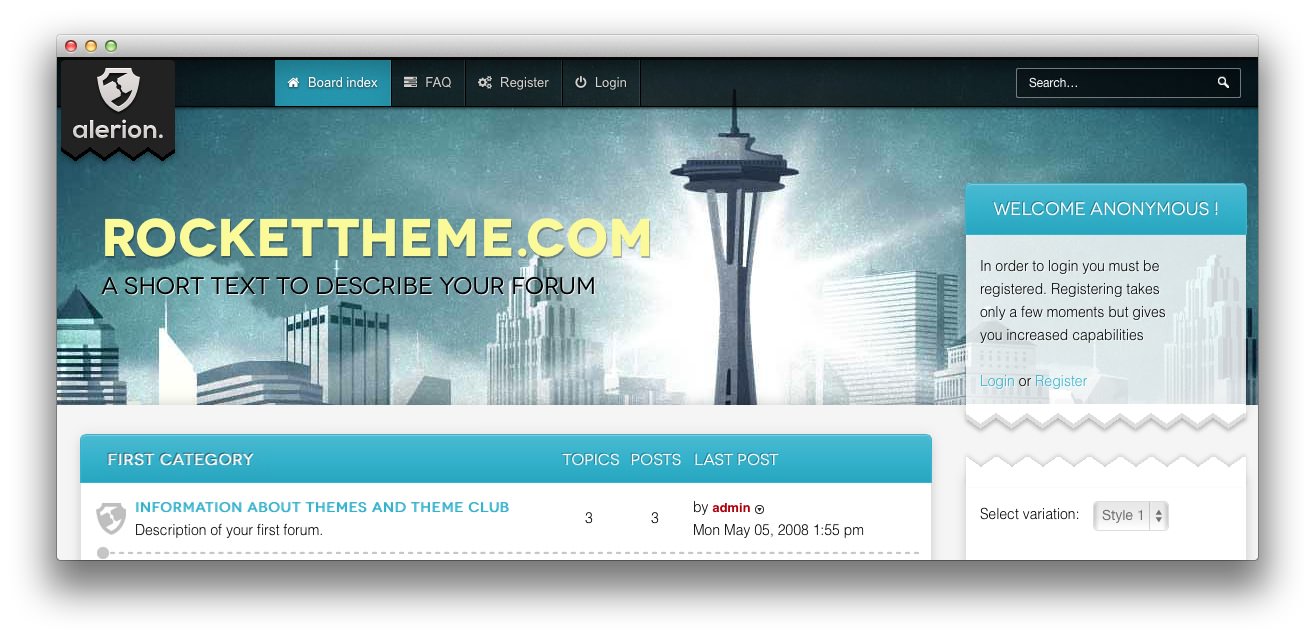 alerion.
Board index
FAQ
Register
Login
Search...
ROCKETTHEME.COM
A SHORT TEXT TO DESCRIBE YOUR FORUM
WELCOME ANONYMOUS !
In order to login you must be
registered. Registering takes
only a few moments but gives
you increased capabilities
Login or Register
FIRST CATEGORY TOPICS POSTS LAST POST
INFORMATION ABOUT THEMES AND THEME CLUB
Description of your first forum.
3
3
by admin
Mon May 05, 2008 1:55 pm
Select variation: Style 1